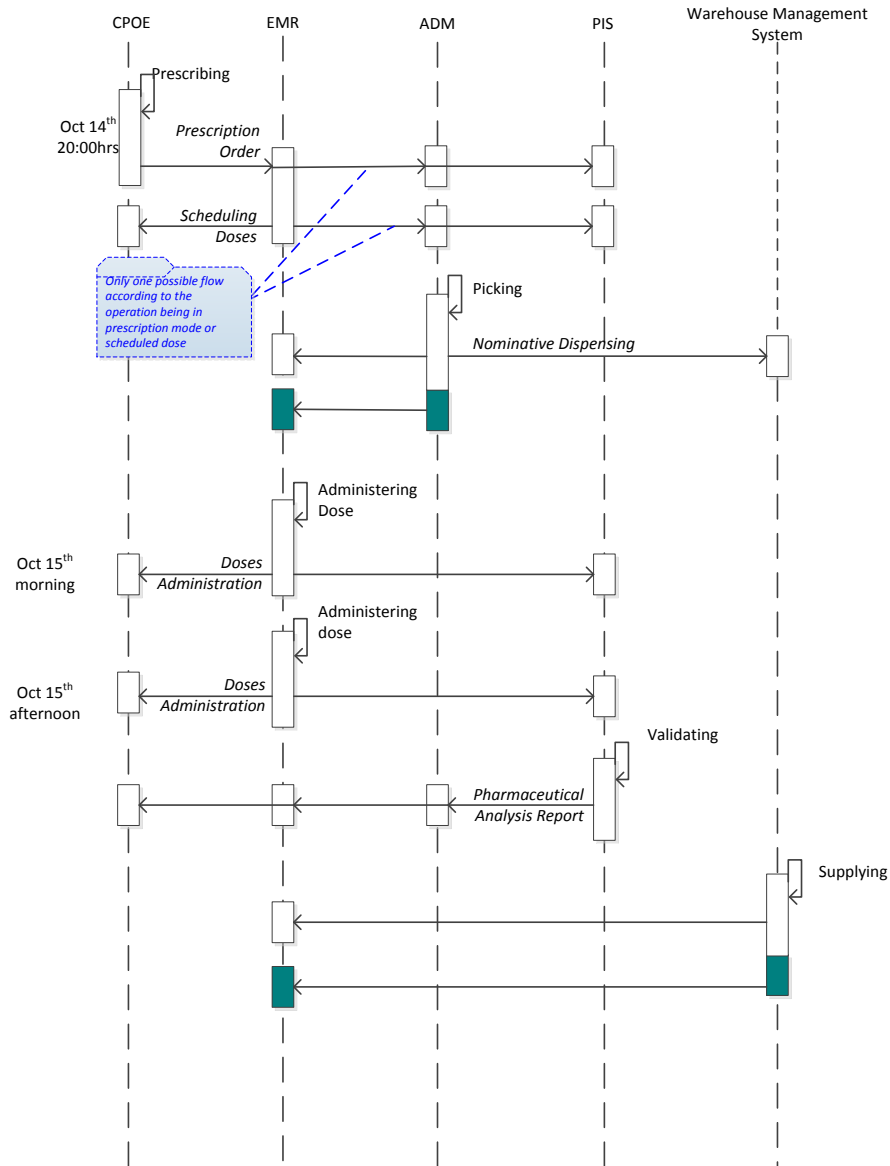 CPOE
EMR
ADM
PIS
Warehouse Management
System
Prescribing
Oct 14th
20:00hrs
Prescription
Order
Scheduling
Doses
Only one possible flow
according to the
operation being in
prescription mode or
scheduled dose
Picking
Nominative Dispensing
Administering
Dose
Oct 15th
morning
Doses
Administration
Administering
dose
Oct 15th
afternoon
Doses
Administration
Validating
Pharmaceutical
Analysis Report
Supplying